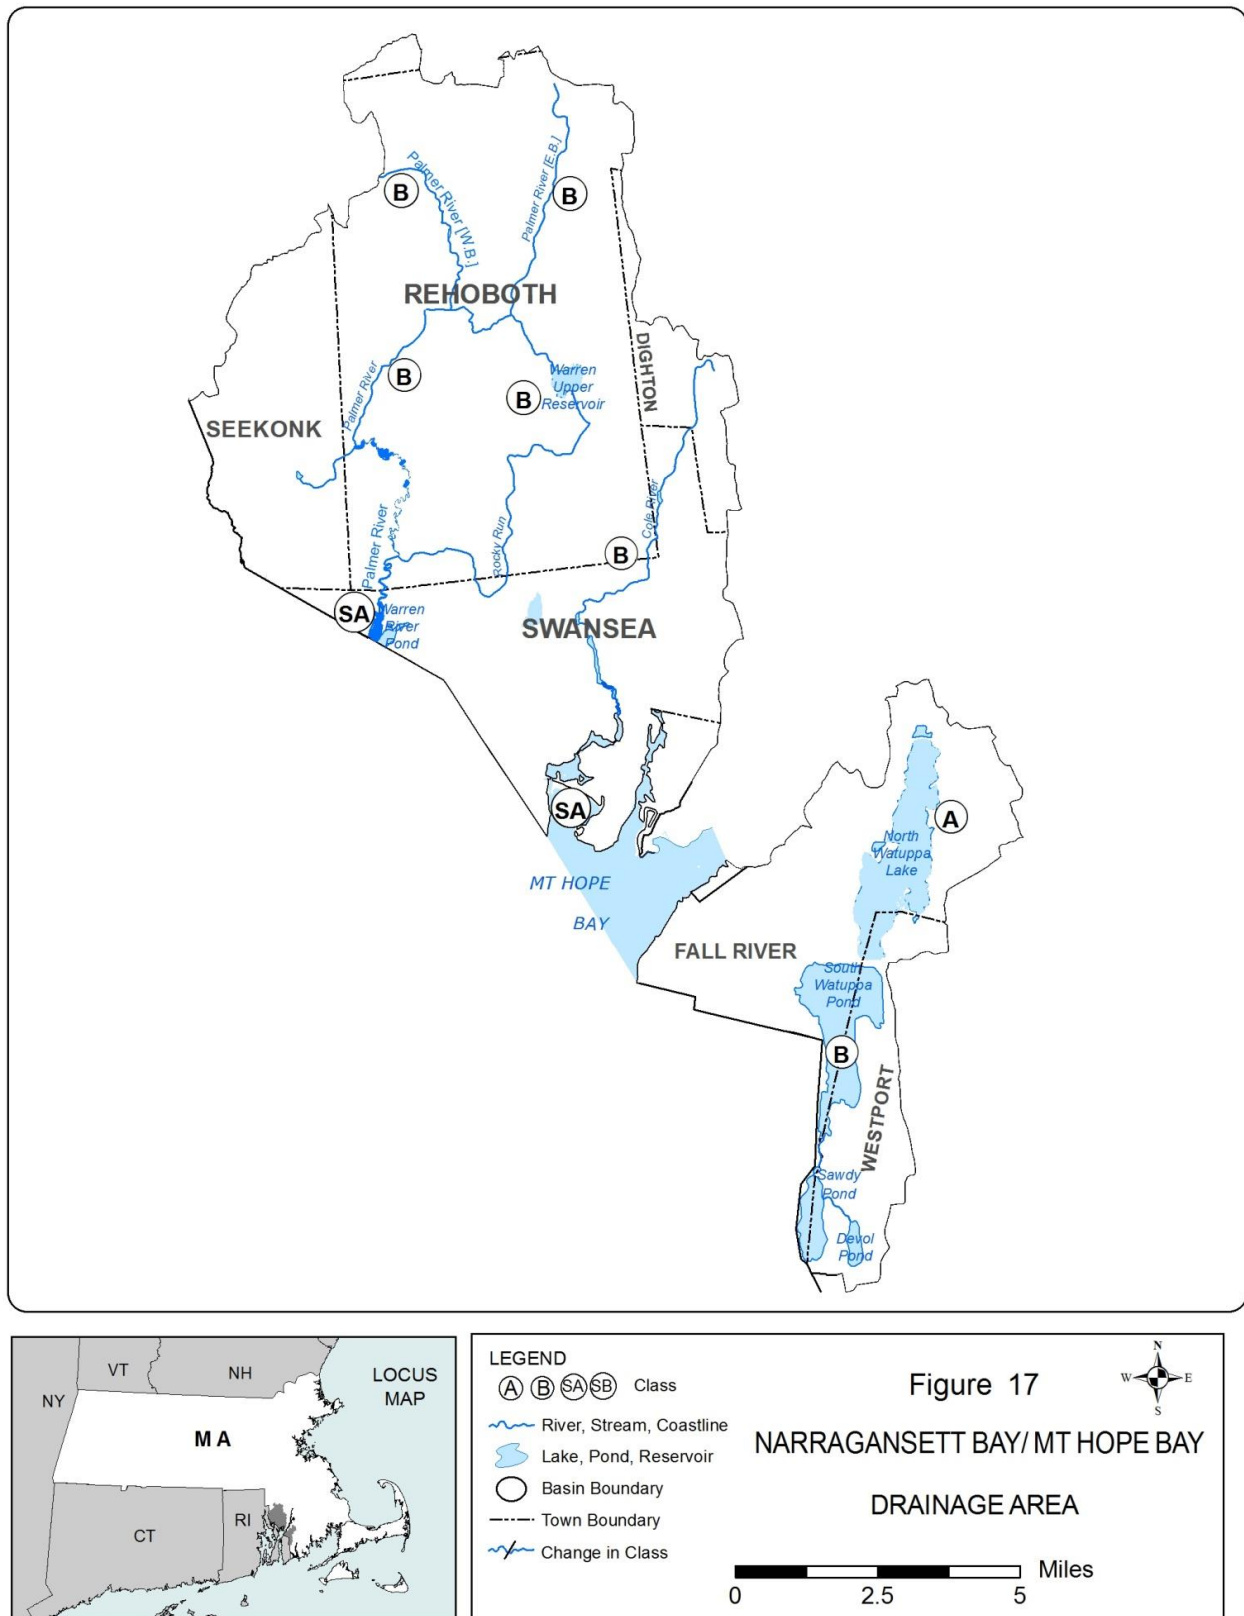 Palmer River [W.B.]
B
Palmer River [E.B.]
B
REHOBOTH
DIGHTON
Palmer River
B
B
Warren
Upper
Reservoir
SEEKONK
Cole River
Palmer River
Rocky Run
B
SA
Warren
River
Pond
SWANSEA
SA
A
North
Watuppa
Lake
MT HOPE
BAY
FALL RIVER
South
Watuppa
Pond
B
WESTPORT
Sawdy
Pond
Devol
Pond
VT
NH
NY
LOCUS
MAP
MA
CT
RI
LEGEND
A B SA SB Class
River, Stream, Coastline
Lake, Pond, Reservoir
Basin Boundary
Town Boundary
Change in Class
Figure 17
N
W E
S
NARRAGANSETT BAY/ MT HOPE BAY
DRAINAGE AREA
Miles
0 2.5 5